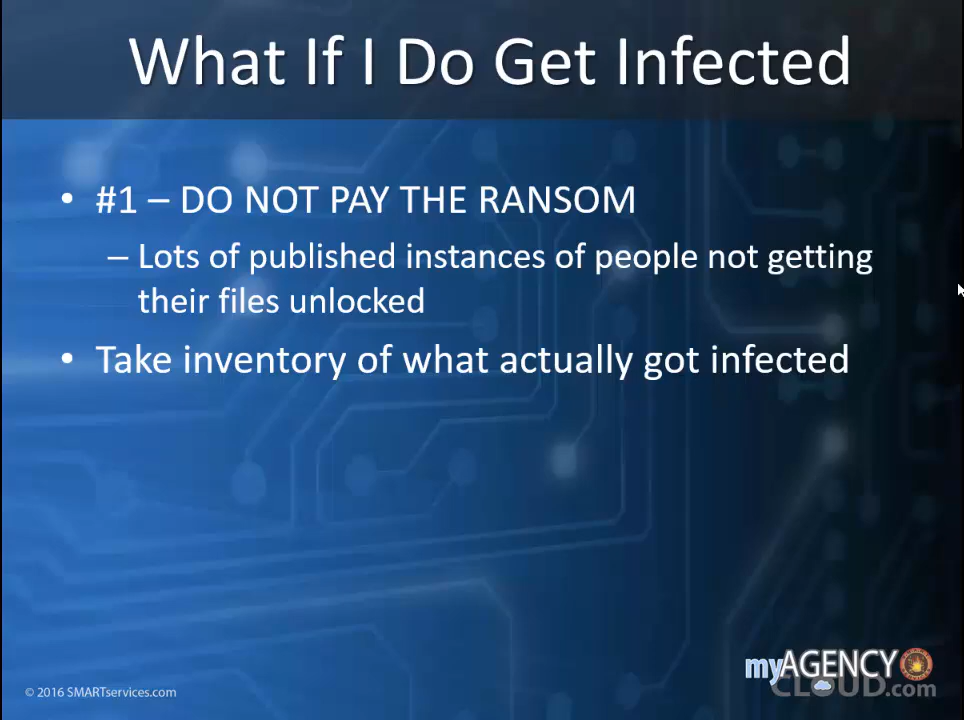 What If I Do Get Infected
• #1 – DO NOT PAY THE RANSOM
– Lots of published instances of people not getting
their files unlocked
• Take inventory of what actually got infected
myAGENCY
CLOUD.com
© 2016 SMARTservices.com